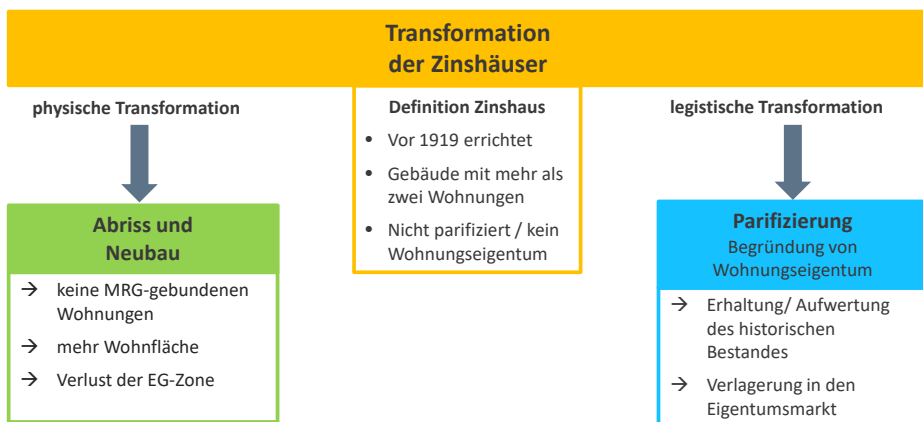 Transformation
der Zinshäuser
physische Transformation
Definition Zinshaus
• Vor 1919 errichtet
• Gebäude mit mehr als
zwei Wohnungen
• Nicht parifiziert / kein
Wohnungseigentum
legistische Transformation
Abriss und
Neubau
→ keine MRG-gebundenen
Wohnungen
→ mehr Wohnfläche
→ Verlust der EG-Zone
Parifizierung
Begründung von
Wohnungseigentum
→ Erhaltung/ Aufwertung
des historischen
Bestandes
→ Verlagerung in den
Eigentumsmarkt